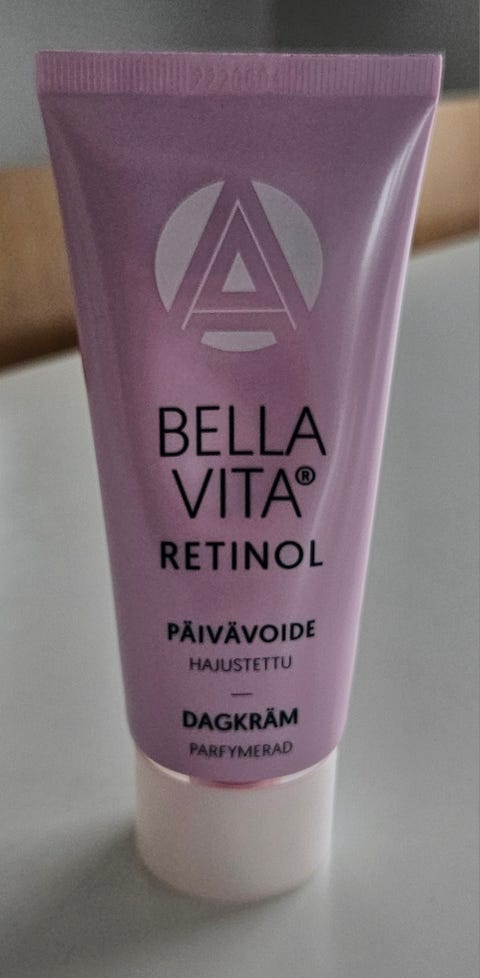 BELLA
VITA®
RETINOL
PÄIVÄVOIDE
HAJUSTETTU
—
DAGKRÄM
PARFYMERAD